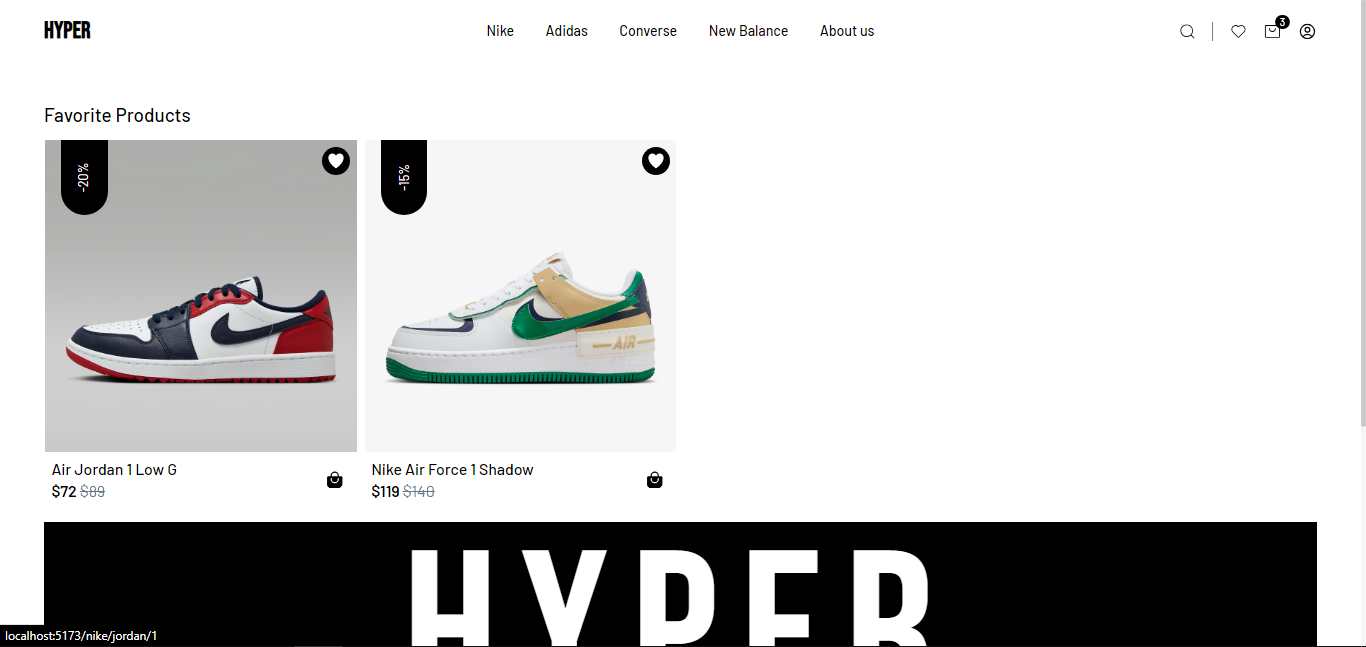 HYPER
Nike Adidas Converse New Balance About us
3
Favorite Products
-20%
-15%
AIR
Air Jordan 1 Low G
$72 $89
Nike Air Force 1 Shadow
$119 $140
HYPER
localhost:5173/nike/jordan/1